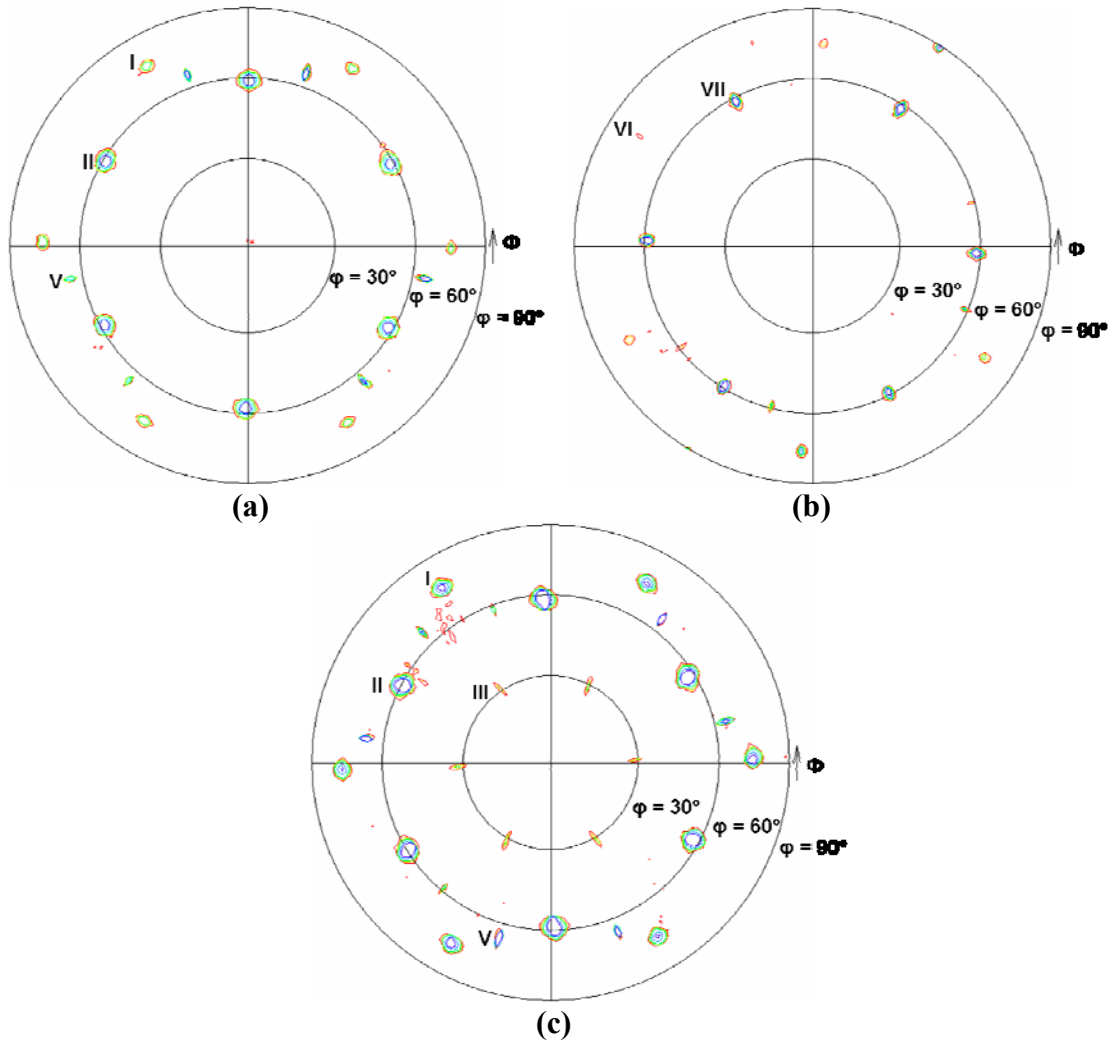 I
II
V
Φ
φ = 30°
φ = 60°
φ = 90°
(a)
VII
VI
Φ
φ = 30°
φ = 60°
φ = 90°
(b)
I
II
III
Φ
φ = 30°
φ = 60°
φ = 90°
V
(c)